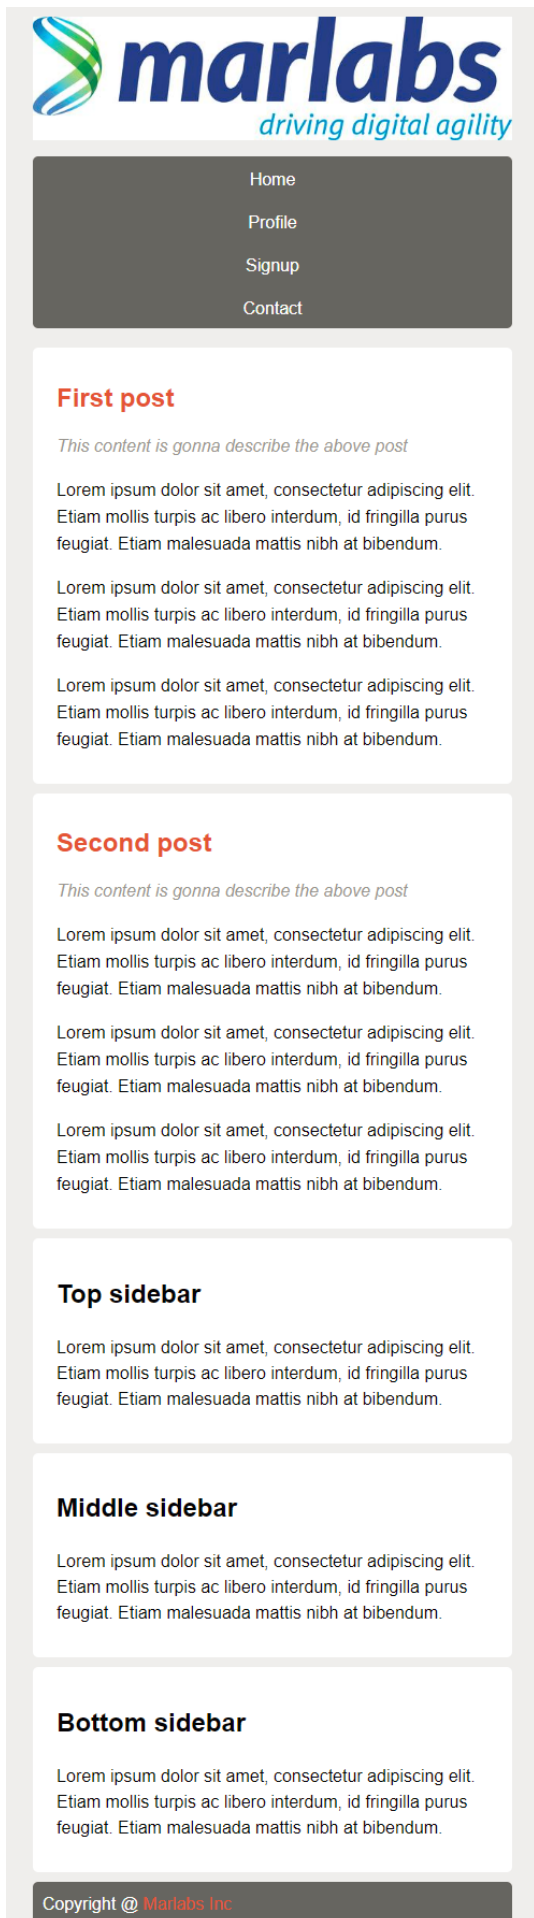 marlabs
driving digital agility
Home
Profile
Signup
Contact
First post
This content is gonna describe the above post
Lorem ipsum dolor sit amet, consectetur adipiscing elit.
Etiam mollis turpis ac libero interdum, id fringilla purus
feugiat. Etiam malesuada mattis nibh at bibendum.
Lorem ipsum dolor sit amet, consectetur adipiscing elit.
Etiam mollis turpis ac libero interdum, id fringilla purus
feugiat. Etiam malesuada mattis nibh at bibendum.
Lorem ipsum dolor sit amet, consectetur adipiscing elit.
Etiam mollis turpis ac libero interdum, id fringilla purus
feugiat. Etiam malesuada mattis nibh at bibendum.
Second post
This content is gonna describe the above post
Lorem ipsum dolor sit amet, consectetur adipiscing elit.
Etiam mollis turpis ac libero interdum, id fringilla purus
feugiat. Etiam malesuada mattis nibh at bibendum.
Lorem ipsum dolor sit amet, consectetur adipiscing elit.
Etiam mollis turpis ac libero interdum, id fringilla purus
feugiat. Etiam malesuada mattis nibh at bibendum.
Lorem ipsum dolor sit amet, consectetur adipiscing elit.
Etiam mollis turpis ac libero interdum, id fringilla purus
feugiat. Etiam malesuada mattis nibh at bibendum.
Top sidebar
Lorem ipsum dolor sit amet, consectetur adipiscing elit.
Etiam mollis turpis ac libero interdum, id fringilla purus
feugiat. Etiam malesuada mattis nibh at bibendum.
Middle sidebar
Lorem ipsum dolor sit amet, consectetur adipiscing elit.
Etiam mollis turpis ac libero interdum, id fringilla purus
feugiat. Etiam malesuada mattis nibh at bibendum.
Bottom sidebar
Lorem ipsum dolor sit amet, consectetur adipiscing elit.
Etiam mollis turpis ac libero interdum, id fringilla purus
feugiat. Etiam malesuada mattis nibh at bibendum.
Copyright @ Marlabs Inc